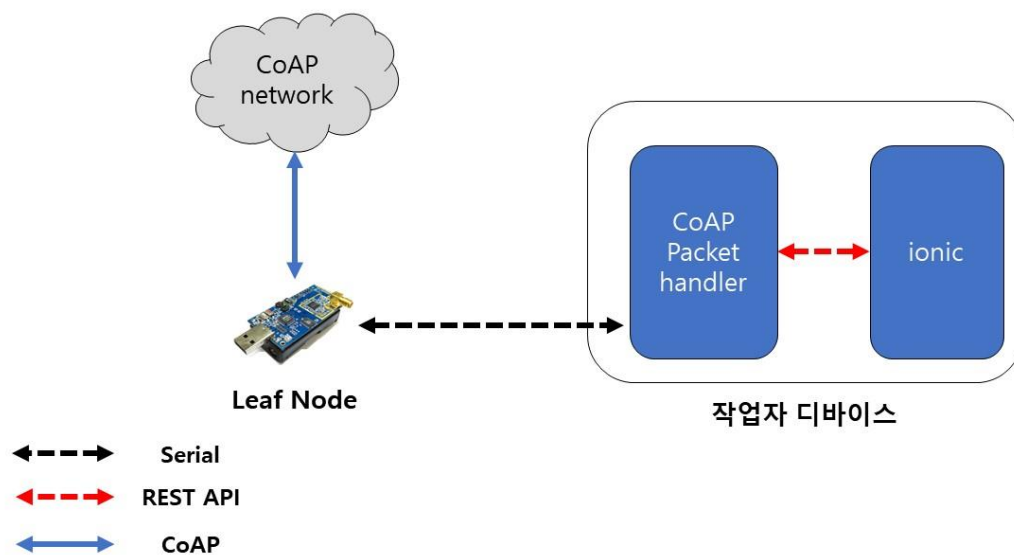 CoAP
network
CoAP
Packet
handler
ionic
Leaf Node
작업자 디바이스
Serial
REST API
CoAP